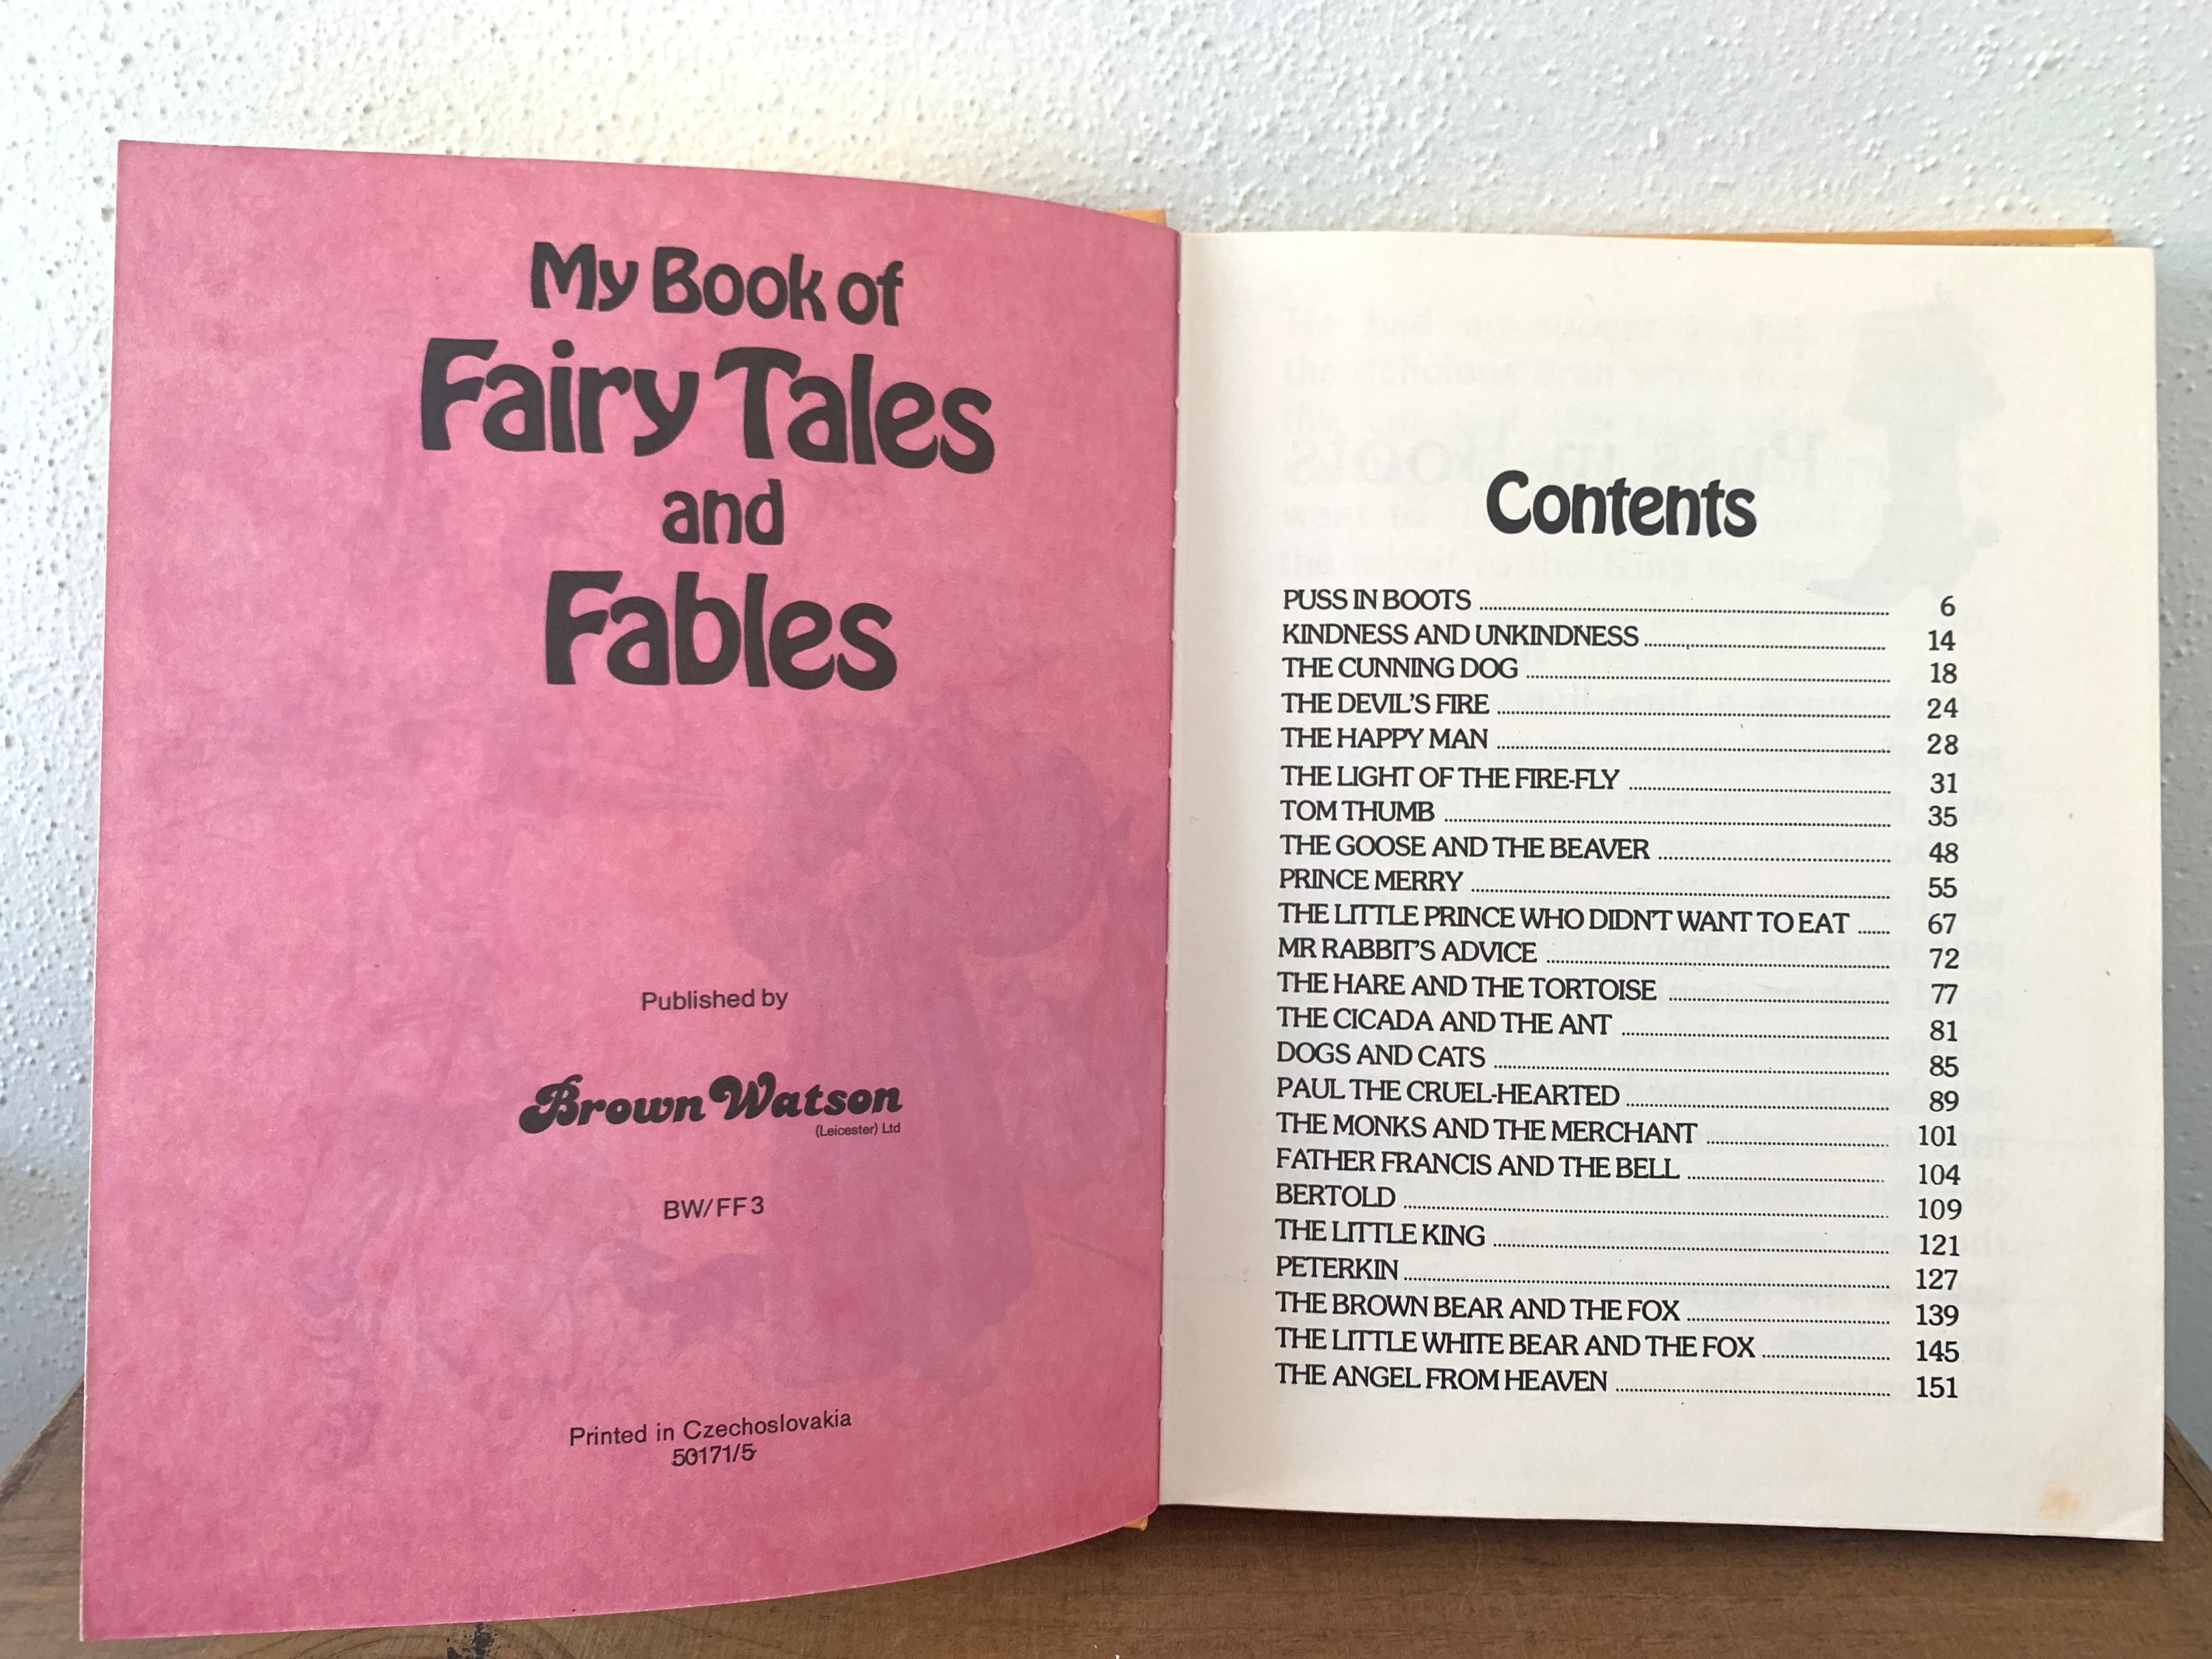 My Book of
Fairy Tales
and
Fables
Published by
Brown Watson
(Leicester) Ltd
BW/FF3
Printed in Czechoslovakia
50171/5
Contents
PUSS IN BOOTS ........ 6
KINDNESS AND UNKINDNESS ........ 14
THE CUNNING DOG ........ 18
THE DEVIL'S FIRE ........ 24
THE HAPPY MAN ........ 28
THE LIGHT OF THE FIRE-FLY ........ 31
TOM THUMB ........ 35
THE GOOSE AND THE BEAVER ........ 48
PRINCE MERRY ........ 55
THE LITTLE PRINCE WHO DIDN'T WANT TO EAT ........ 67
MR RABBIT'S ADVICE ........ 72
THE HARE AND THE TORTOISE ........ 77
THE CICADA AND THE ANT ........ 81
DOGS AND CATS ........ 85
PAUL THE CRUEL-HEARTED ........ 89
THE MONKS AND THE MERCHANT ........ 101
FATHER FRANCIS AND THE BELL ........ 104
BERTOLD ........ 109
THE LITTLE KING ........ 121
PETERKIN ........ 127
THE BROWN BEAR AND THE FOX ........ 139
THE LITTLE WHITE BEAR AND THE FOX ........ 145
THE ANGEL FROM HEAVEN ........ 151